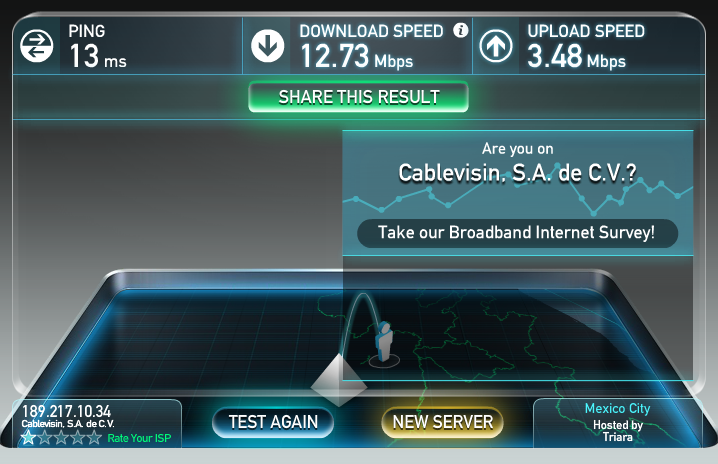 PING
13 ms
DOWNLOAD SPEED i
12.73 Mbps
UPLOAD SPEED
3.48 Mbps
SHARE THIS RESULT
Are you on
Cablevisin, S.A. de C.V.?
Take our Broadband Internet Survey!
189.217.10.34
Cablevisin, S.A. de C.V.
Rate Your ISP
TEST AGAIN
NEW SERVER
Mexico City
Hosted by
Triara